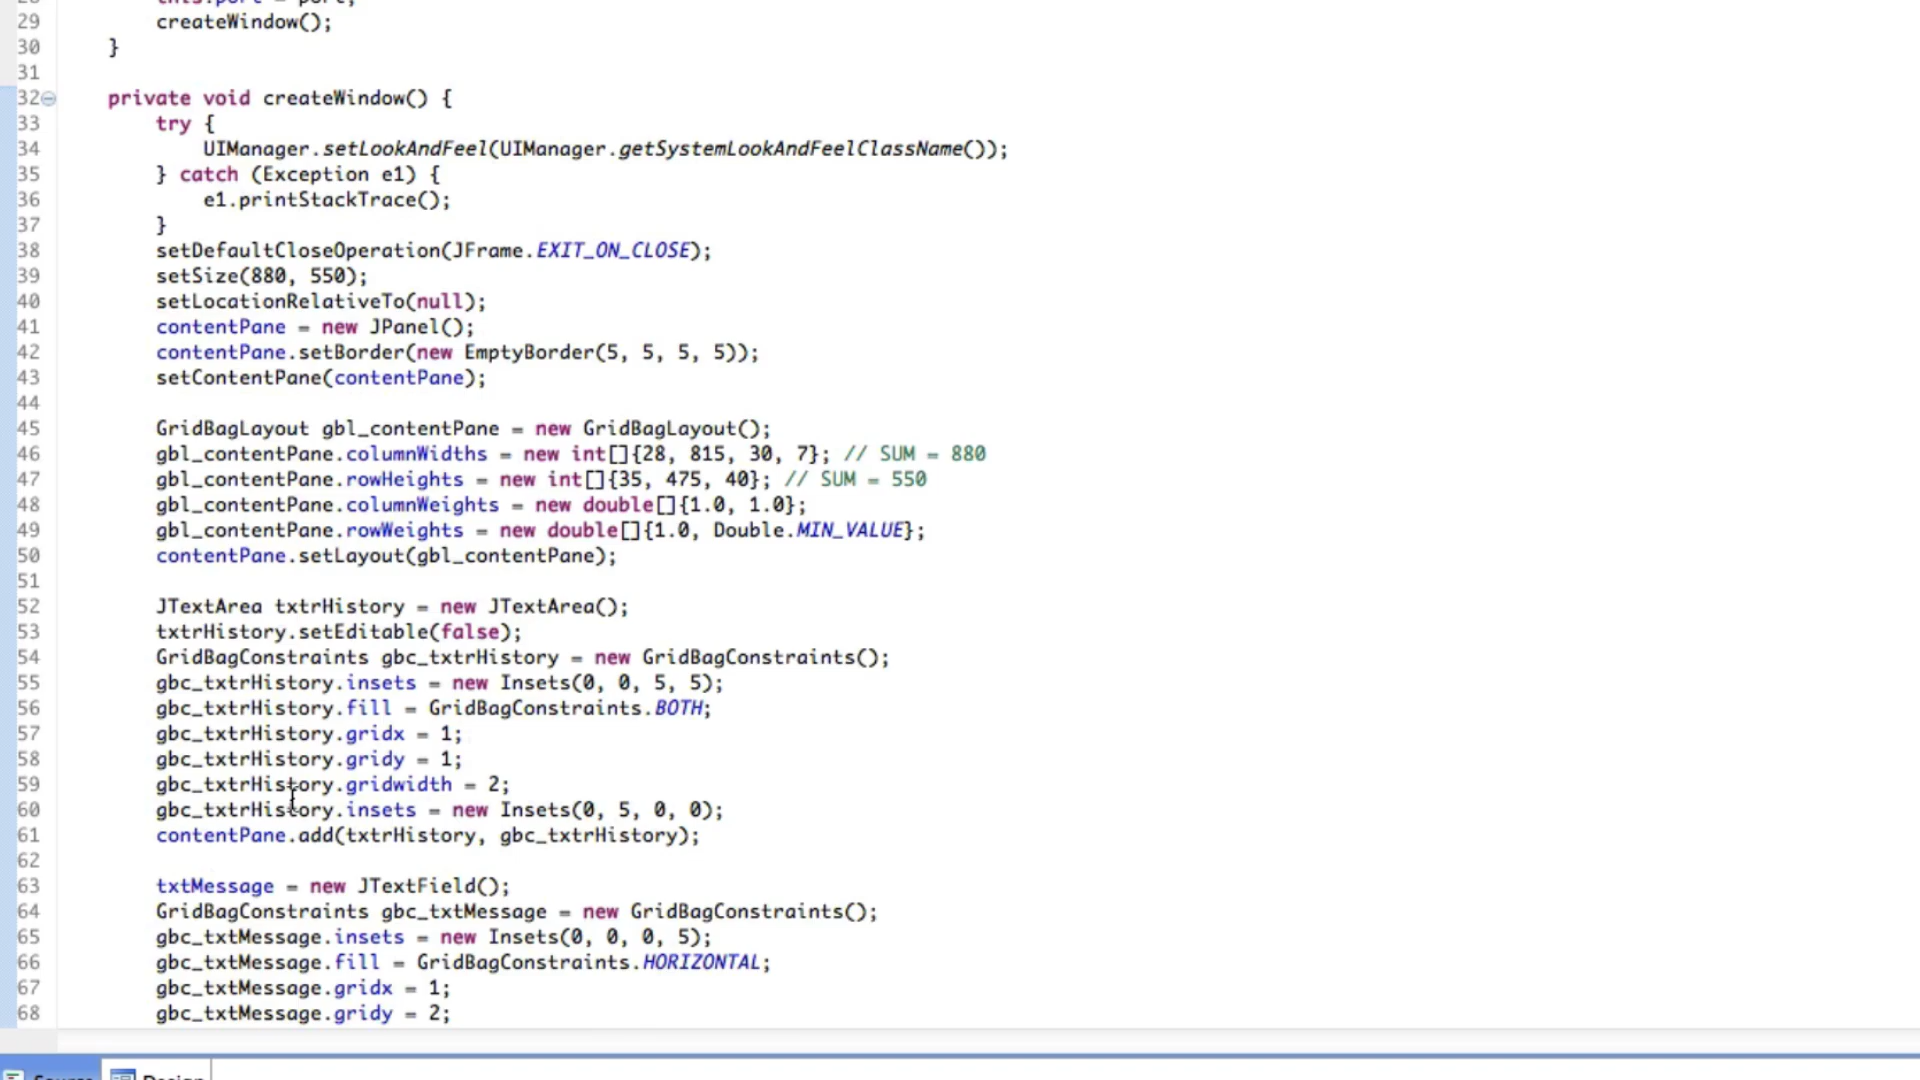 28 this.port = port;
29 createWindow();
30 }
31
32 private void createWindow() {
33 try {
34 UIManager.setLookAndFeel(UIManager.getSystemLookAndFeelClassName());
35 } catch (Exception e1) {
36 e1.printStackTrace();
37 }
38 setDefaultCloseOperation(JFrame.EXIT_ON_CLOSE);
39 setSize(880, 550);
40 setLocationRelativeTo(null);
41 contentPane = new JPanel();
42 contentPane.setBorder(new EmptyBorder(5, 5, 5, 5));
43 setContentPane(contentPane);
44
45 GridBagLayout gbl_contentPane = new GridBagLayout();
46 gbl_contentPane.columnWidths = new int[]{28, 815, 30, 7}; // SUM = 880
47 gbl_contentPane.rowHeights = new int[]{35, 475, 40}; // SUM = 550
48 gbl_contentPane.columnWeights = new double[]{1.0, 1.0};
49 gbl_contentPane.rowWeights = new double[]{1.0, Double.MIN_VALUE};
50 contentPane.setLayout(gbl_contentPane);
51
52 JTextArea txtrHistory = new JTextArea();
53 txtrHistory.setEditable(false);
54 GridBagConstraints gbc_txtrHistory = new GridBagConstraints();
55 gbc_txtrHistory.insets = new Insets(0, 0, 5, 5);
56 gbc_txtrHistory.fill = GridBagConstraints.BOTH;
57 gbc_txtrHistory.gridx = 1;
58 gbc_txtrHistory.gridy = 1;
59 gbc_txtrHistory.gridwidth = 2;
60 gbc_txtrHistory.insets = new Insets(0, 5, 0, 0);
61 contentPane.add(txtrHistory, gbc_txtrHistory);
62
63 txtMessage = new JTextField();
64 GridBagConstraints gbc_txtMessage = new GridBagConstraints();
65 gbc_txtMessage.insets = new Insets(0, 0, 0, 5);
66 gbc_txtMessage.fill = GridBagConstraints.HORIZONTAL;
67 gbc_txtMessage.gridx = 1;
68 gbc_txtMessage.gridy = 2;
Source Design